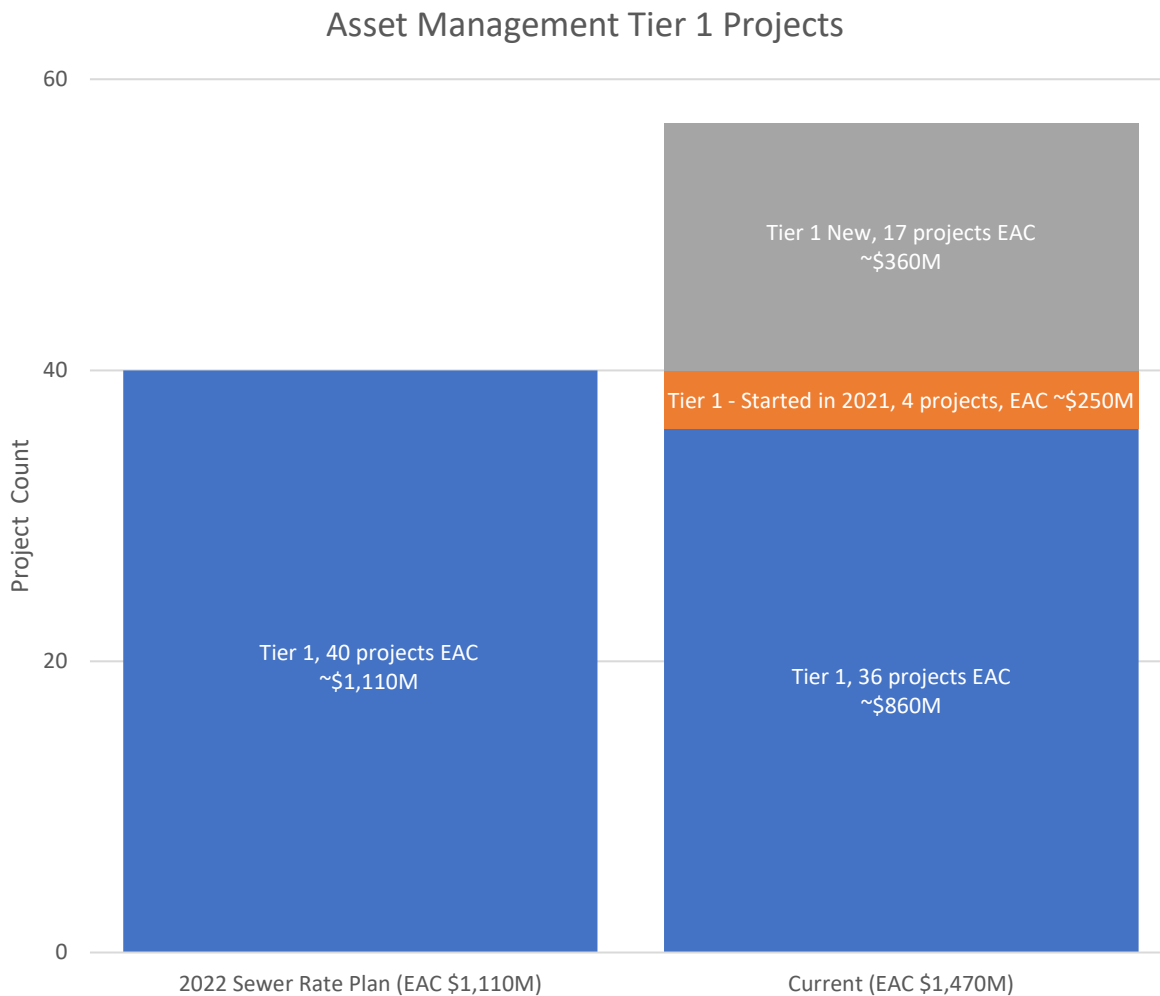 Asset Management Tier 1 Projects
60
40
20
0
Project Count
Tier 1 New, 17 projects EAC
~$360M
Tier 1 - Started in 2021, 4 projects, EAC ~$250M
Tier 1, 40 projects EAC
~$1,110M
Tier 1, 36 projects EAC
~$860M
2022 Sewer Rate Plan (EAC $1,110M)
Current (EAC $1,470M)